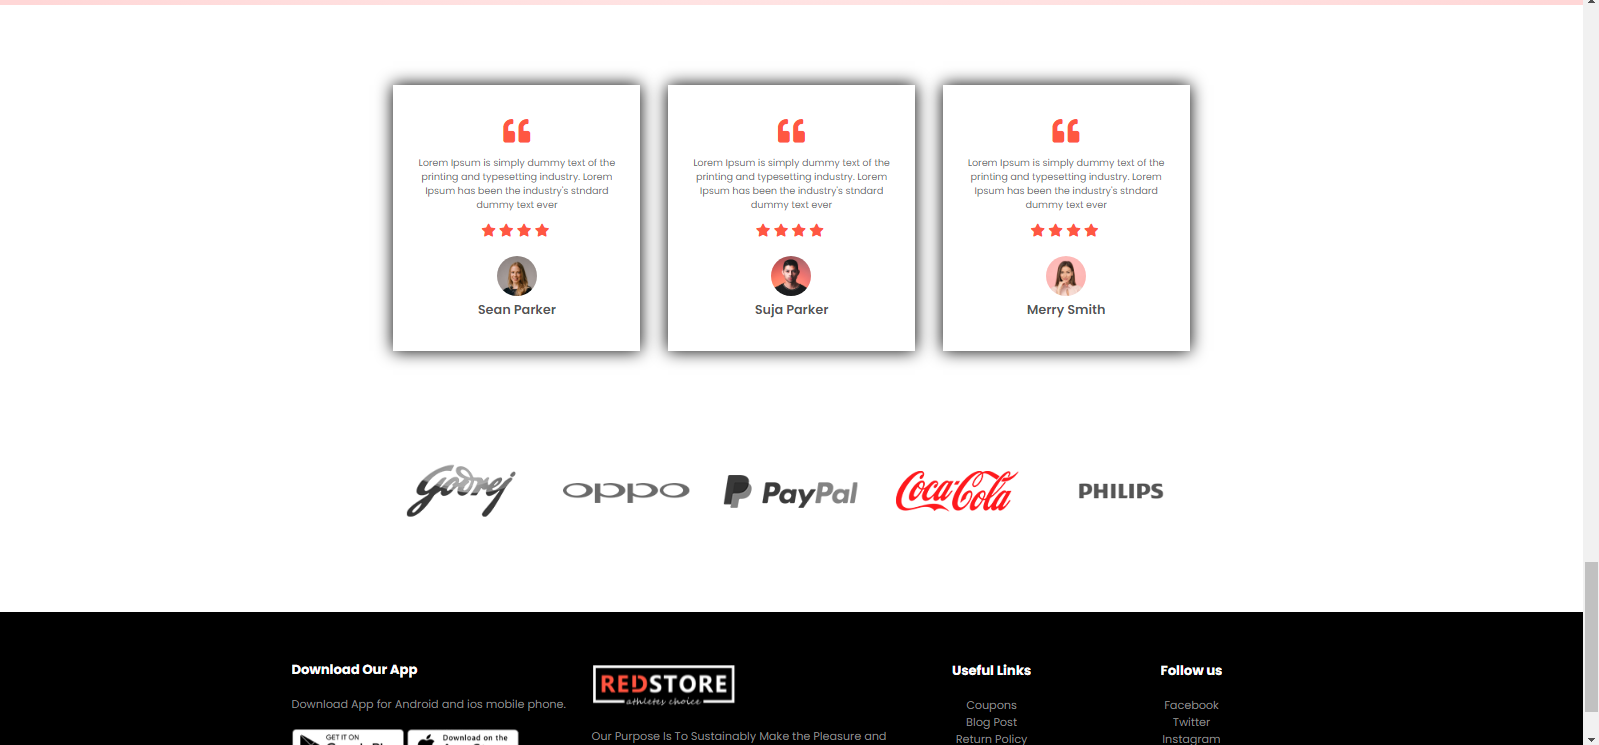 Lorem Ipsum is simply dummy text of the
printing and typesetting industry. Lorem
Ipsum has been the industry's stndard
dummy text ever
Sean Parker
Lorem Ipsum is simply dummy text of the
printing and typesetting industry. Lorem
Ipsum has been the industry's stndard
dummy text ever
Suja Parker
Lorem Ipsum is simply dummy text of the
printing and typesetting industry. Lorem
Ipsum has been the industry's stndard
dummy text ever
Merry Smith
Godrej
oppo
PayPal
Coca-Cola
PHILIPS
Download Our App
Download App for Android and ios mobile phone.
GET IT ON
Download on the
REDSTORE
athletes choice
Our Purpose Is To Sustainably Make the Pleasure and
Useful Links
Coupons
Blog Post
Return Policy
Follow us
Facebook
Twitter
Instagram